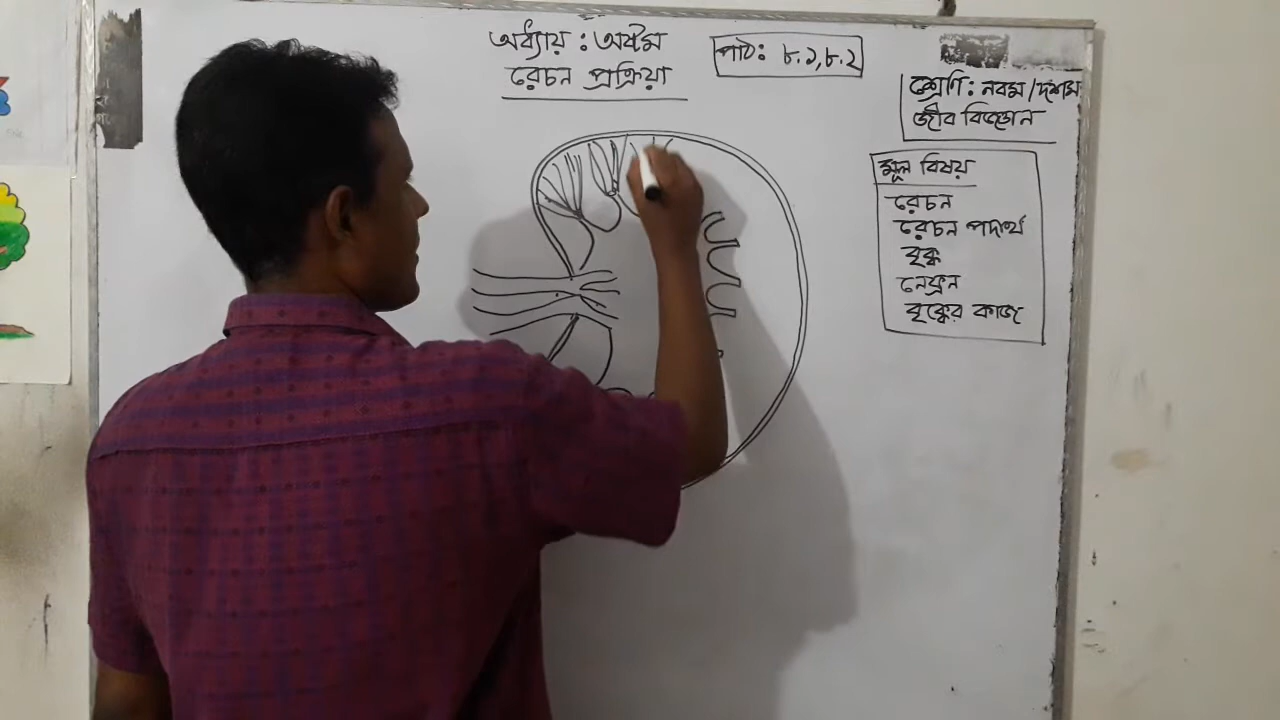 অধ্যায় : অষ্টম
রেচন প্রক্রিয়া
পাঠ: ৮.১,৮.২
শ্রেণি: নবম/দশম
জীব বিজ্ঞান
মূল বিষয়
রেচন
রেচন পদার্থ
বৃক্ক
নেফ্রন
বৃক্কের কাজ